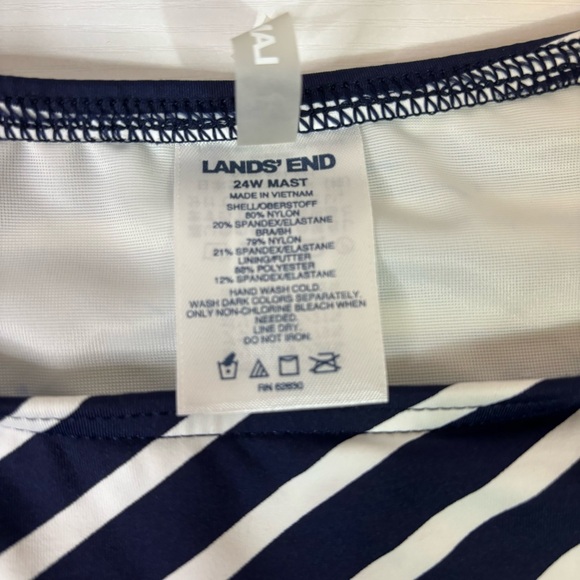 LANDS' END
24W MAST
MADE IN VIETNAM
SHELL/OBERSTOFF
80% NYLON
20% SPANDEX/ELASTANE
BRA/BH
79% NYLON
21% SPANDEX/ELASTANE
LINING/FUTTER
88% POLYESTER
12% SPANDEX/ELASTANE
HAND WASH COLD.
WASH DARK COLORS SEPARATELY.
ONLY NON-CHLORINE BLEACH WHEN
NEEDED.
LINE DRY.
DO NOT IRON.
RN 62630